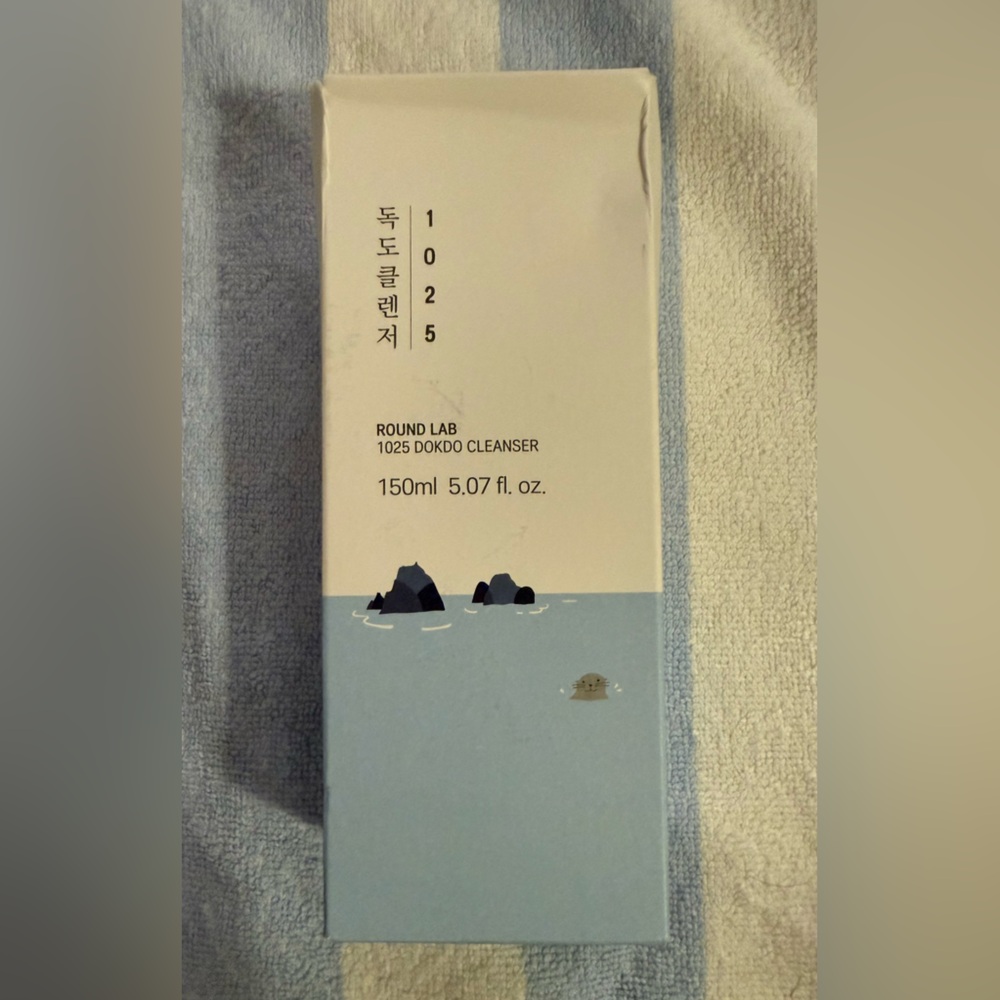 독도클렌저
1025
ROUND LAB
1025 DOKDO CLEANSER
150ml 5.07 fl. oz.